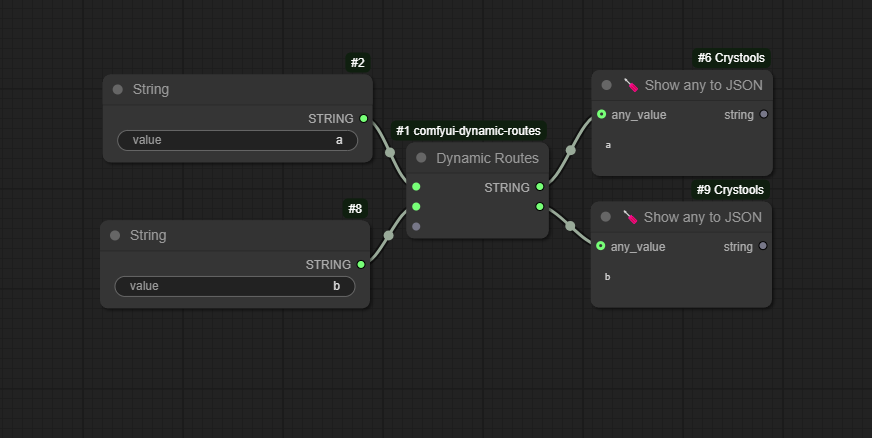 #2
String
STRING
value a
#8
String
STRING
value b
#1 comfyui-dynamic-routes
Dynamic Routes
STRING
#6 Crystools
Show any to JSON
any_value string
a
#9 Crystools
Show any to JSON
any_value string
b